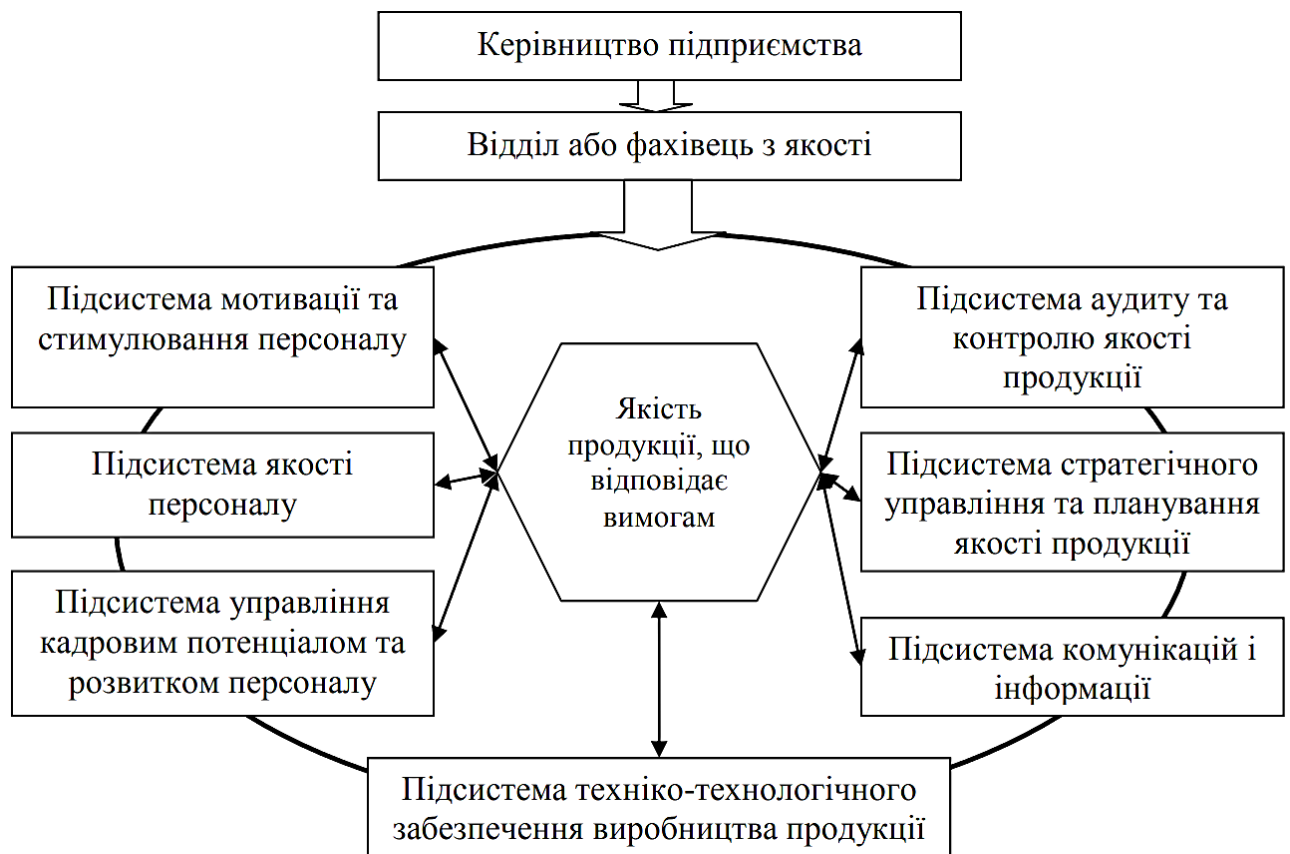 Керівництво підприємства
Відділ або фахівець з якості
Підсистема мотивації та
стимулювання персоналу
Підсистема якості
персоналу
Підсистема управління
кадровим потенціалом та
розвитком персоналу
Якість
продукції, що
відповідає
вимогам
Підсистема аудиту та
контролю якості
продукції
Підсистема стратегічного
управління та планування
якості продукції
Підсистема комунікацій і
інформації
Підсистема техніко-технологічного
забезпечення виробництва продукції